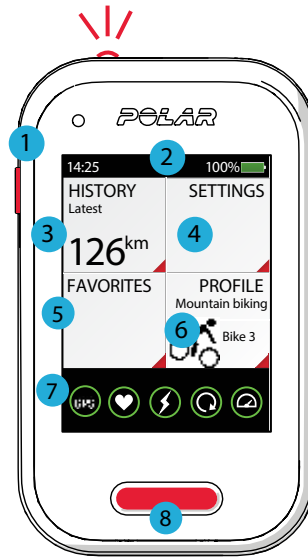 POLAR
1
2
14:25 100%
HISTORY SETTINGS
Latest
3 126km 4
FAVORITES PROFILE
Mountain biking
5
6 Bike 3
7
GPS
8